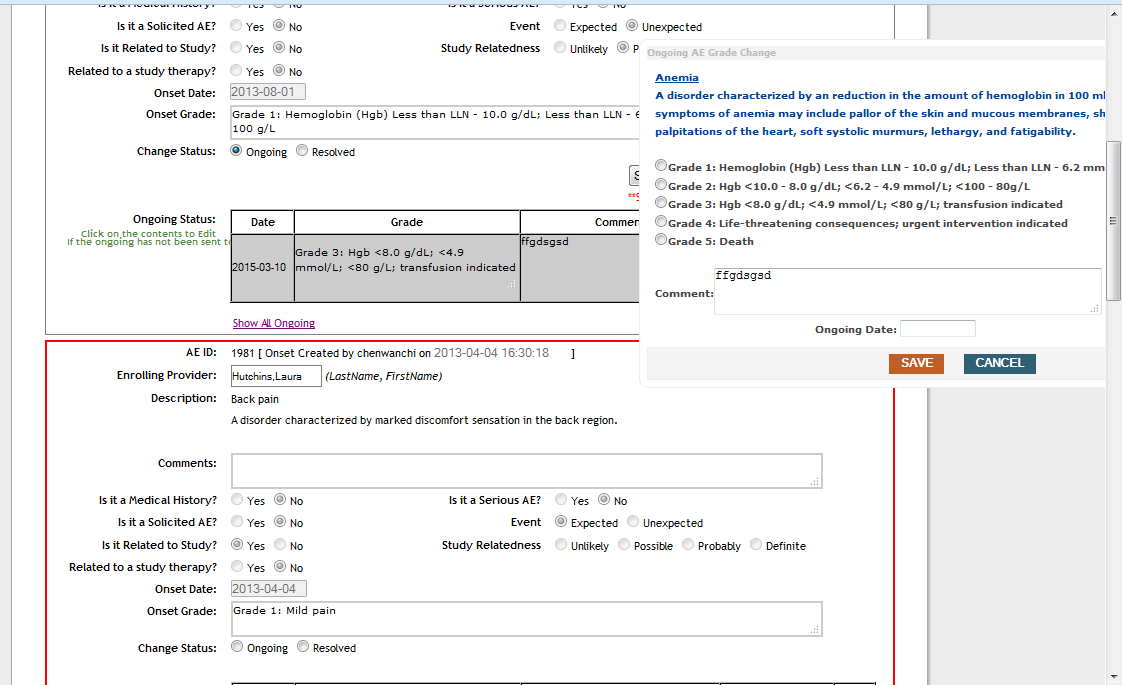 Is it a Medical History? Yes No Is it a Serious AE? Yes No
Is it a Solicited AE? Yes No Event Expected Unexpected
Is it Related to Study? Yes No Study Relatedness Unlikely P
Related to a study therapy? Yes No
Onset Date: 2013-08-01
Onset Grade: Grade 1: Hemoglobin (Hgb) Less than LLN - 10.0 g/dL; Less than LLN - 6
100 g/L
Change Status: Ongoing Resolved
S
Ongoing Status:
Click on the contents to Edit
If the ongoing has not been sent t
Date Grade Commen
2015-03-10
Grade 3: Hgb <8.0 g/dL; <4.9
mmol/L; <80 g/L; transfusion indicated
ffgdsgsd
Show All Ongoing
Ongoing AE Grade Change
Anemia
A disorder characterized by an reduction in the amount of hemoglobin in 100 ml
symptoms of anemia may include pallor of the skin and mucous membranes, sh
palpitations of the heart, soft systolic murmurs, lethargy, and fatigability.
Grade 1: Hemoglobin (Hgb) Less than LLN - 10.0 g/dL; Less than LLN - 6.2 mm
Grade 2: Hgb <10.0 - 8.0 g/dL; <6.2 - 4.9 mmol/L; <100 - 80g/L
Grade 3: Hgb <8.0 g/dL; <4.9 mmol/L; <80 g/L; transfusion indicated
Grade 4: Life-threatening consequences; urgent intervention indicated
Grade 5: Death
Comment: ffgdsgsd
Ongoing Date:
SAVE CANCEL
AE ID: 1981 [ Onset Created by chenwanchi on 2013-04-04 16:30:18 ]
Enrolling Provider: Hutchins,Laura (LastName, FirstName)
Description: Back pain
A disorder characterized by marked discomfort sensation in the back region.
Comments:
Is it a Medical History? Yes No Is it a Serious AE? Yes No
Is it a Solicited AE? Yes No Event Expected Unexpected
Is it Related to Study? Yes No Study Relatedness Unlikely Possible Probably Definite
Related to a study therapy? Yes No
Onset Date: 2013-04-04
Onset Grade: Grade 1: Mild pain
Change Status: Ongoing Resolved